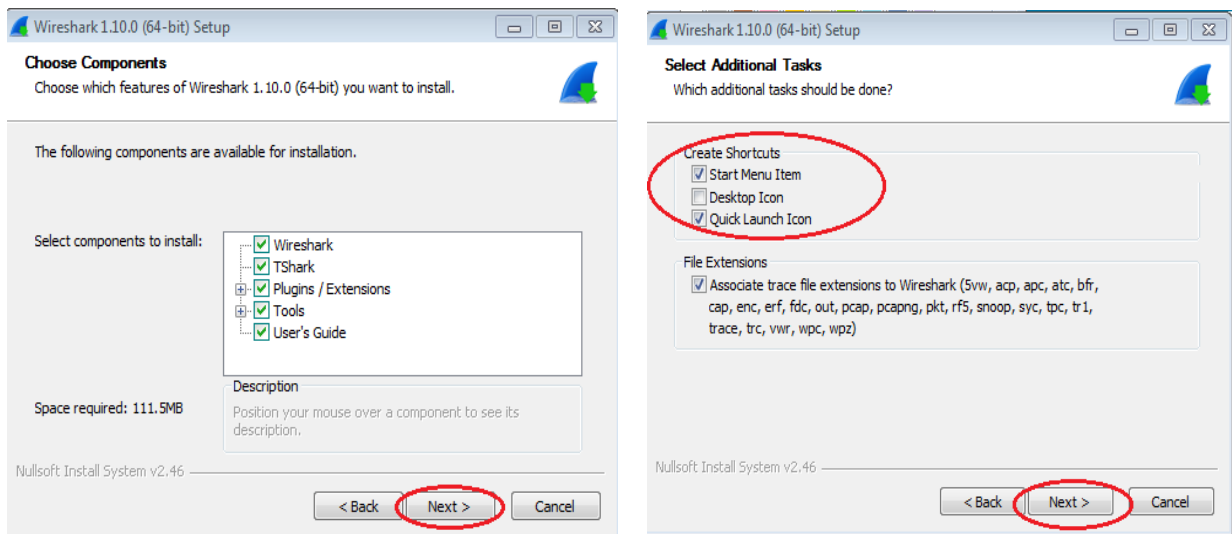 Wireshark 1.10.0 (64-bit) Setup
Choose Components
Choose which features of Wireshark 1.10.0 (64-bit) you want to install.
The following components are available for installation.
Select components to install:
Wireshark
TShark
Plugins / Extensions
Tools
User's Guide
Space required: 111.5MB
Description
Position your mouse over a component to see its
description.
Nullsoft Install System v2.46
< Back
Next >
Cancel
Wireshark 1.10.0 (64-bit) Setup
Select Additional Tasks
Which additional tasks should be done?
Create Shortcuts
Start Menu Item
Desktop Icon
Quick Launch Icon
File Extensions
Associate trace file extensions to Wireshark (5vw, acp, apc, atc, bfr,
cap, enc, erf, fdc, out, pcap, pcapng, pkt, rf5, snoop, syc, tpc, tr1,
trace, trc, vwr, wpc, wpz)
Nullsoft Install System v2.46
< Back
Next >
Cancel